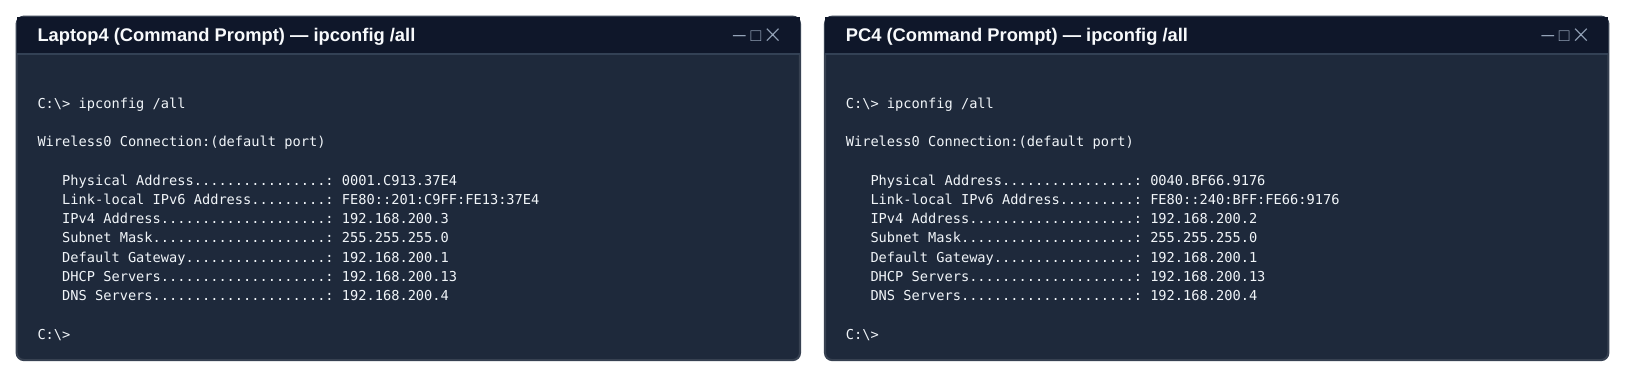 Laptop4 (Command Prompt) — ipconfig /all
C:\> ipconfig /all
Wireless0 Connection:(default port)
Physical Address................: 0001.C913.37E4
Link-local IPv6 Address.........: FE80::201:C9FF:FE13:37E4
IPv4 Address....................: 192.168.200.3
Subnet Mask.....................: 255.255.255.0
Default Gateway.................: 192.168.200.1
DHCP Servers....................: 192.168.200.13
DNS Servers.....................: 192.168.200.4
C:\>
PC4 (Command Prompt) — ipconfig /all
C:\> ipconfig /all
Wireless0 Connection:(default port)
Physical Address................: 0040.BF66.9176
Link-local IPv6 Address.........: FE80::240:BFF:FE66:9176
IPv4 Address....................: 192.168.200.2
Subnet Mask.....................: 255.255.255.0
Default Gateway.................: 192.168.200.1
DHCP Servers....................: 192.168.200.13
DNS Servers.....................: 192.168.200.4
C:\>